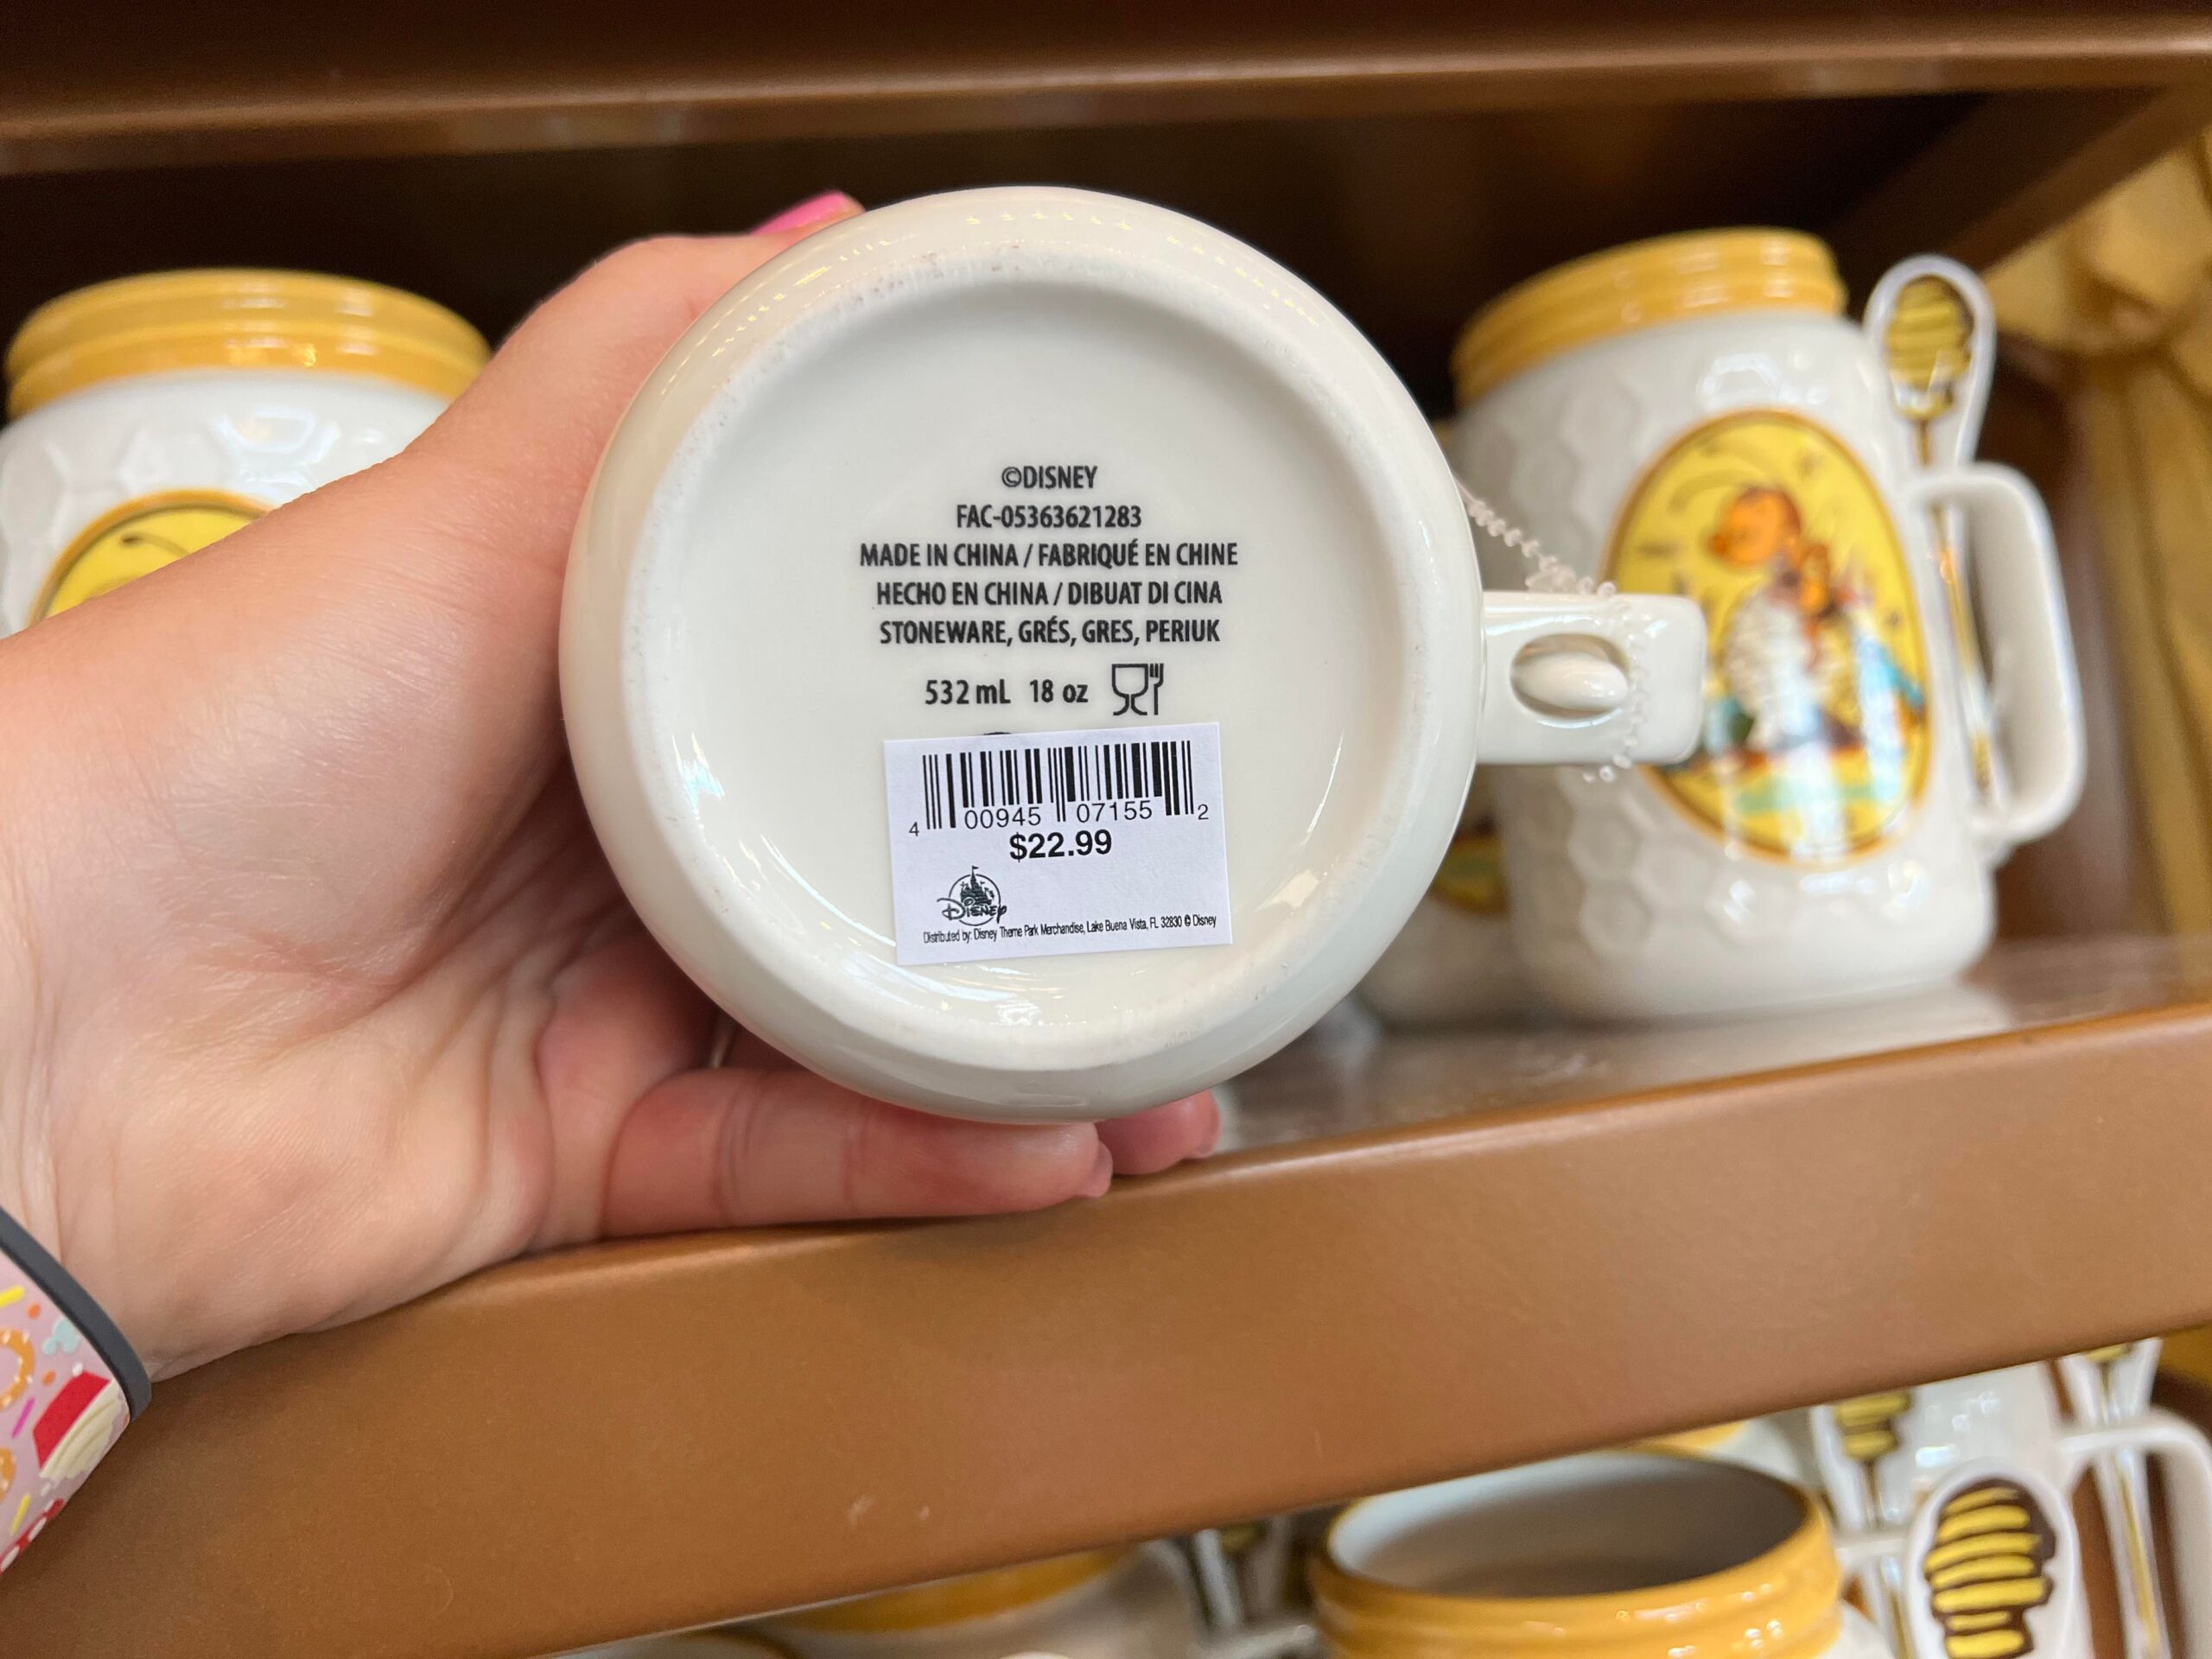 ©DISNEY
FAC-05363621283
MADE IN CHINA / FABRIQUÉ EN CHINE
HECHO EN CHINA / DIBUAT DI CINA
STONEWARE, GRÉS, GRES, PERIUK
532 mL 18 oz
4 00945 07155 2
$22.99
DISNEY
Distributed by: Disney Theme Park Merchandise, Lake Buena Vista, FL 32830 © Disney